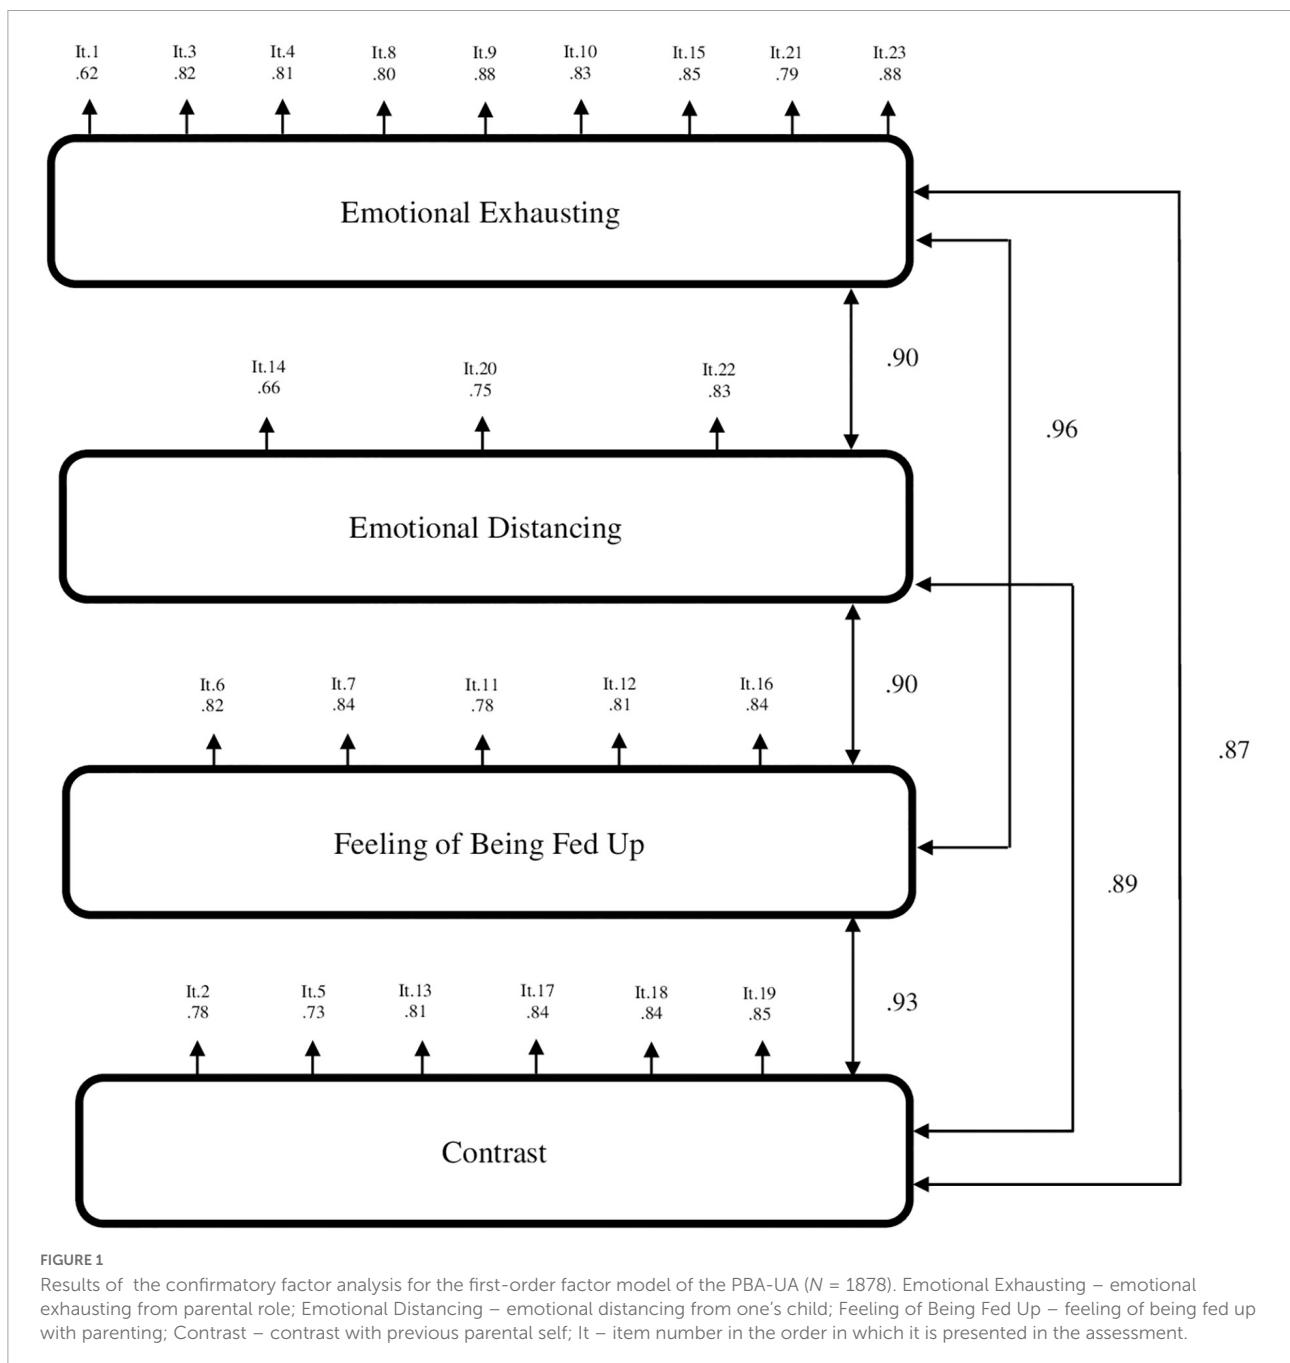 It.1 It.3 It.4 It.8 It.9 It.10 It.15 It.21 It.23
.62 .82 .81 .80 .88 .83 .85 .79 .88
Emotional Exhausting
.90
It.14 It.20 It.22
.66 .75 .83
.96
Emotional Distancing
It.6 It.7 It.11 It.12 It.16
.82 .84 .78 .81 .84
.90
.87
Feeling of Being Fed Up
.89
It.2 It.5 It.13 It.17 It.18 It.19
.78 .73 .81 .84 .84 .85
.93
Contrast
FIGURE 1
Results of the confirmatory factor analysis for the first-order factor model of the PBA-UA (N = 1878). Emotional Exhausting – emotional
exhausting from parental role; Emotional Distancing – emotional distancing from one's child; Feeling of Being Fed Up – feeling of being fed up
with parenting; Contrast – contrast with previous parental self; It – item number in the order in which it is presented in the assessment.